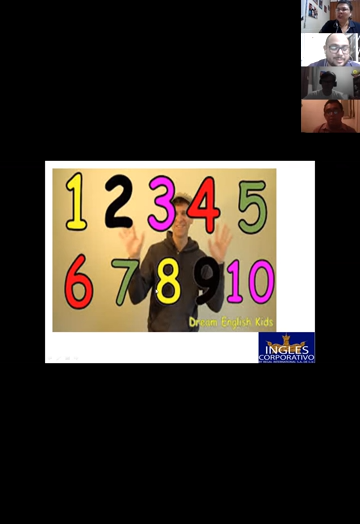 1 2 3 4 5
6 7 8 9 10
Dream English Kids
INGLES
CORPORATIVO